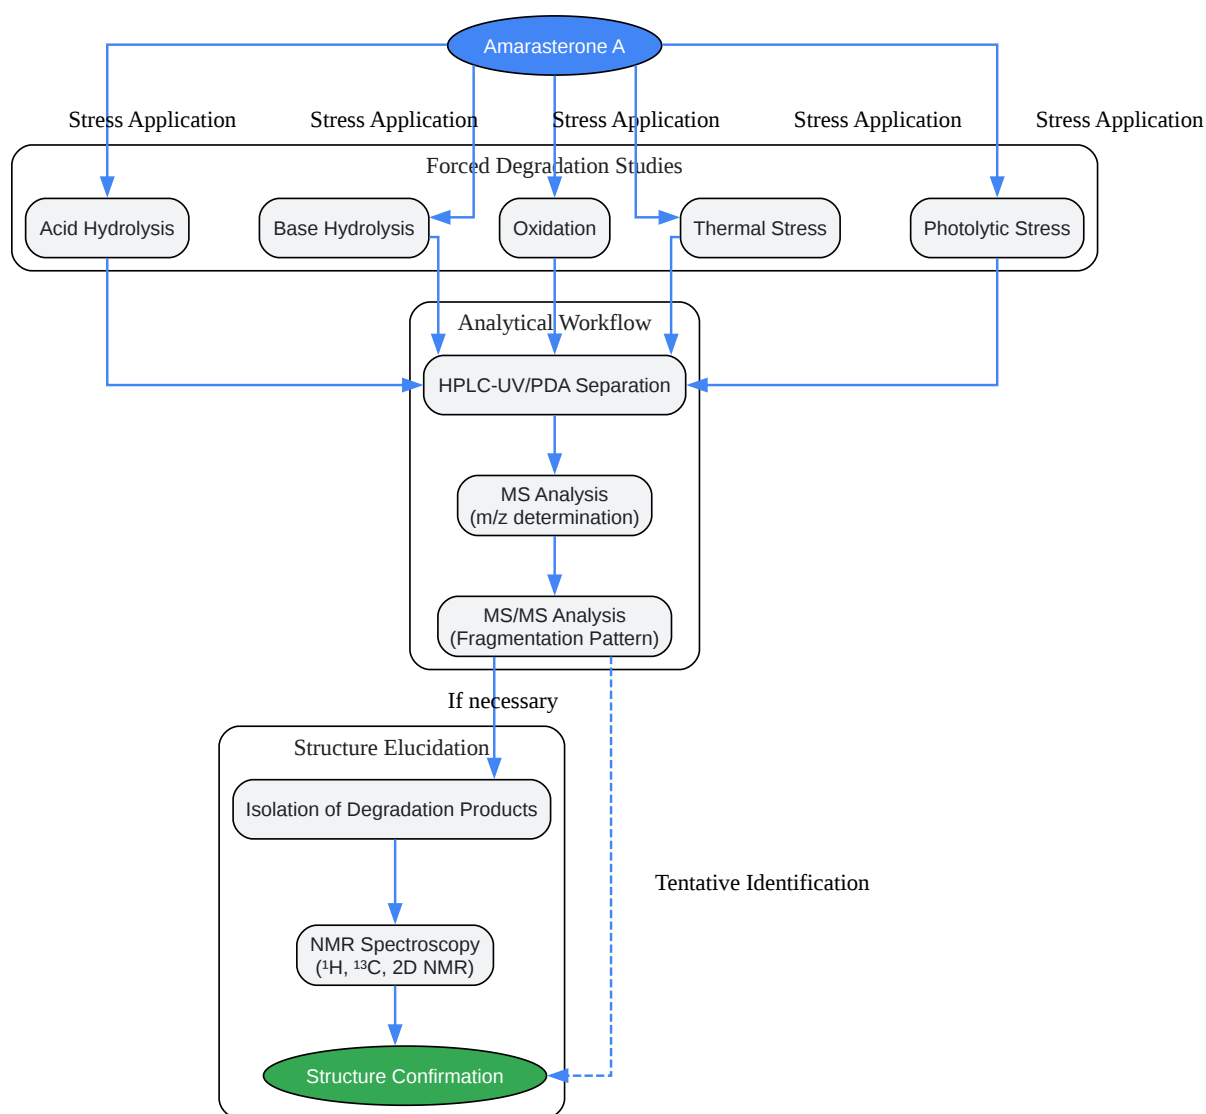 Amarasterone A
Stress Application
Stress Application
Stress Application
Stress Application
Stress Application
Forced Degradation Studies
Acid Hydrolysis
Base Hydrolysis
Oxidation
Thermal Stress
Photolytic Stress
Analytical Workflow
HPLC-UV/PDA Separation
MS Analysis
(m/z determination)
MS/MS Analysis
(Fragmentation Pattern)
If necessary
Structure Elucidation
Isolation of Degradation Products
Tentative Identification
NMR Spectroscopy
(¹H, ¹³C, 2D NMR)
Structure Confirmation